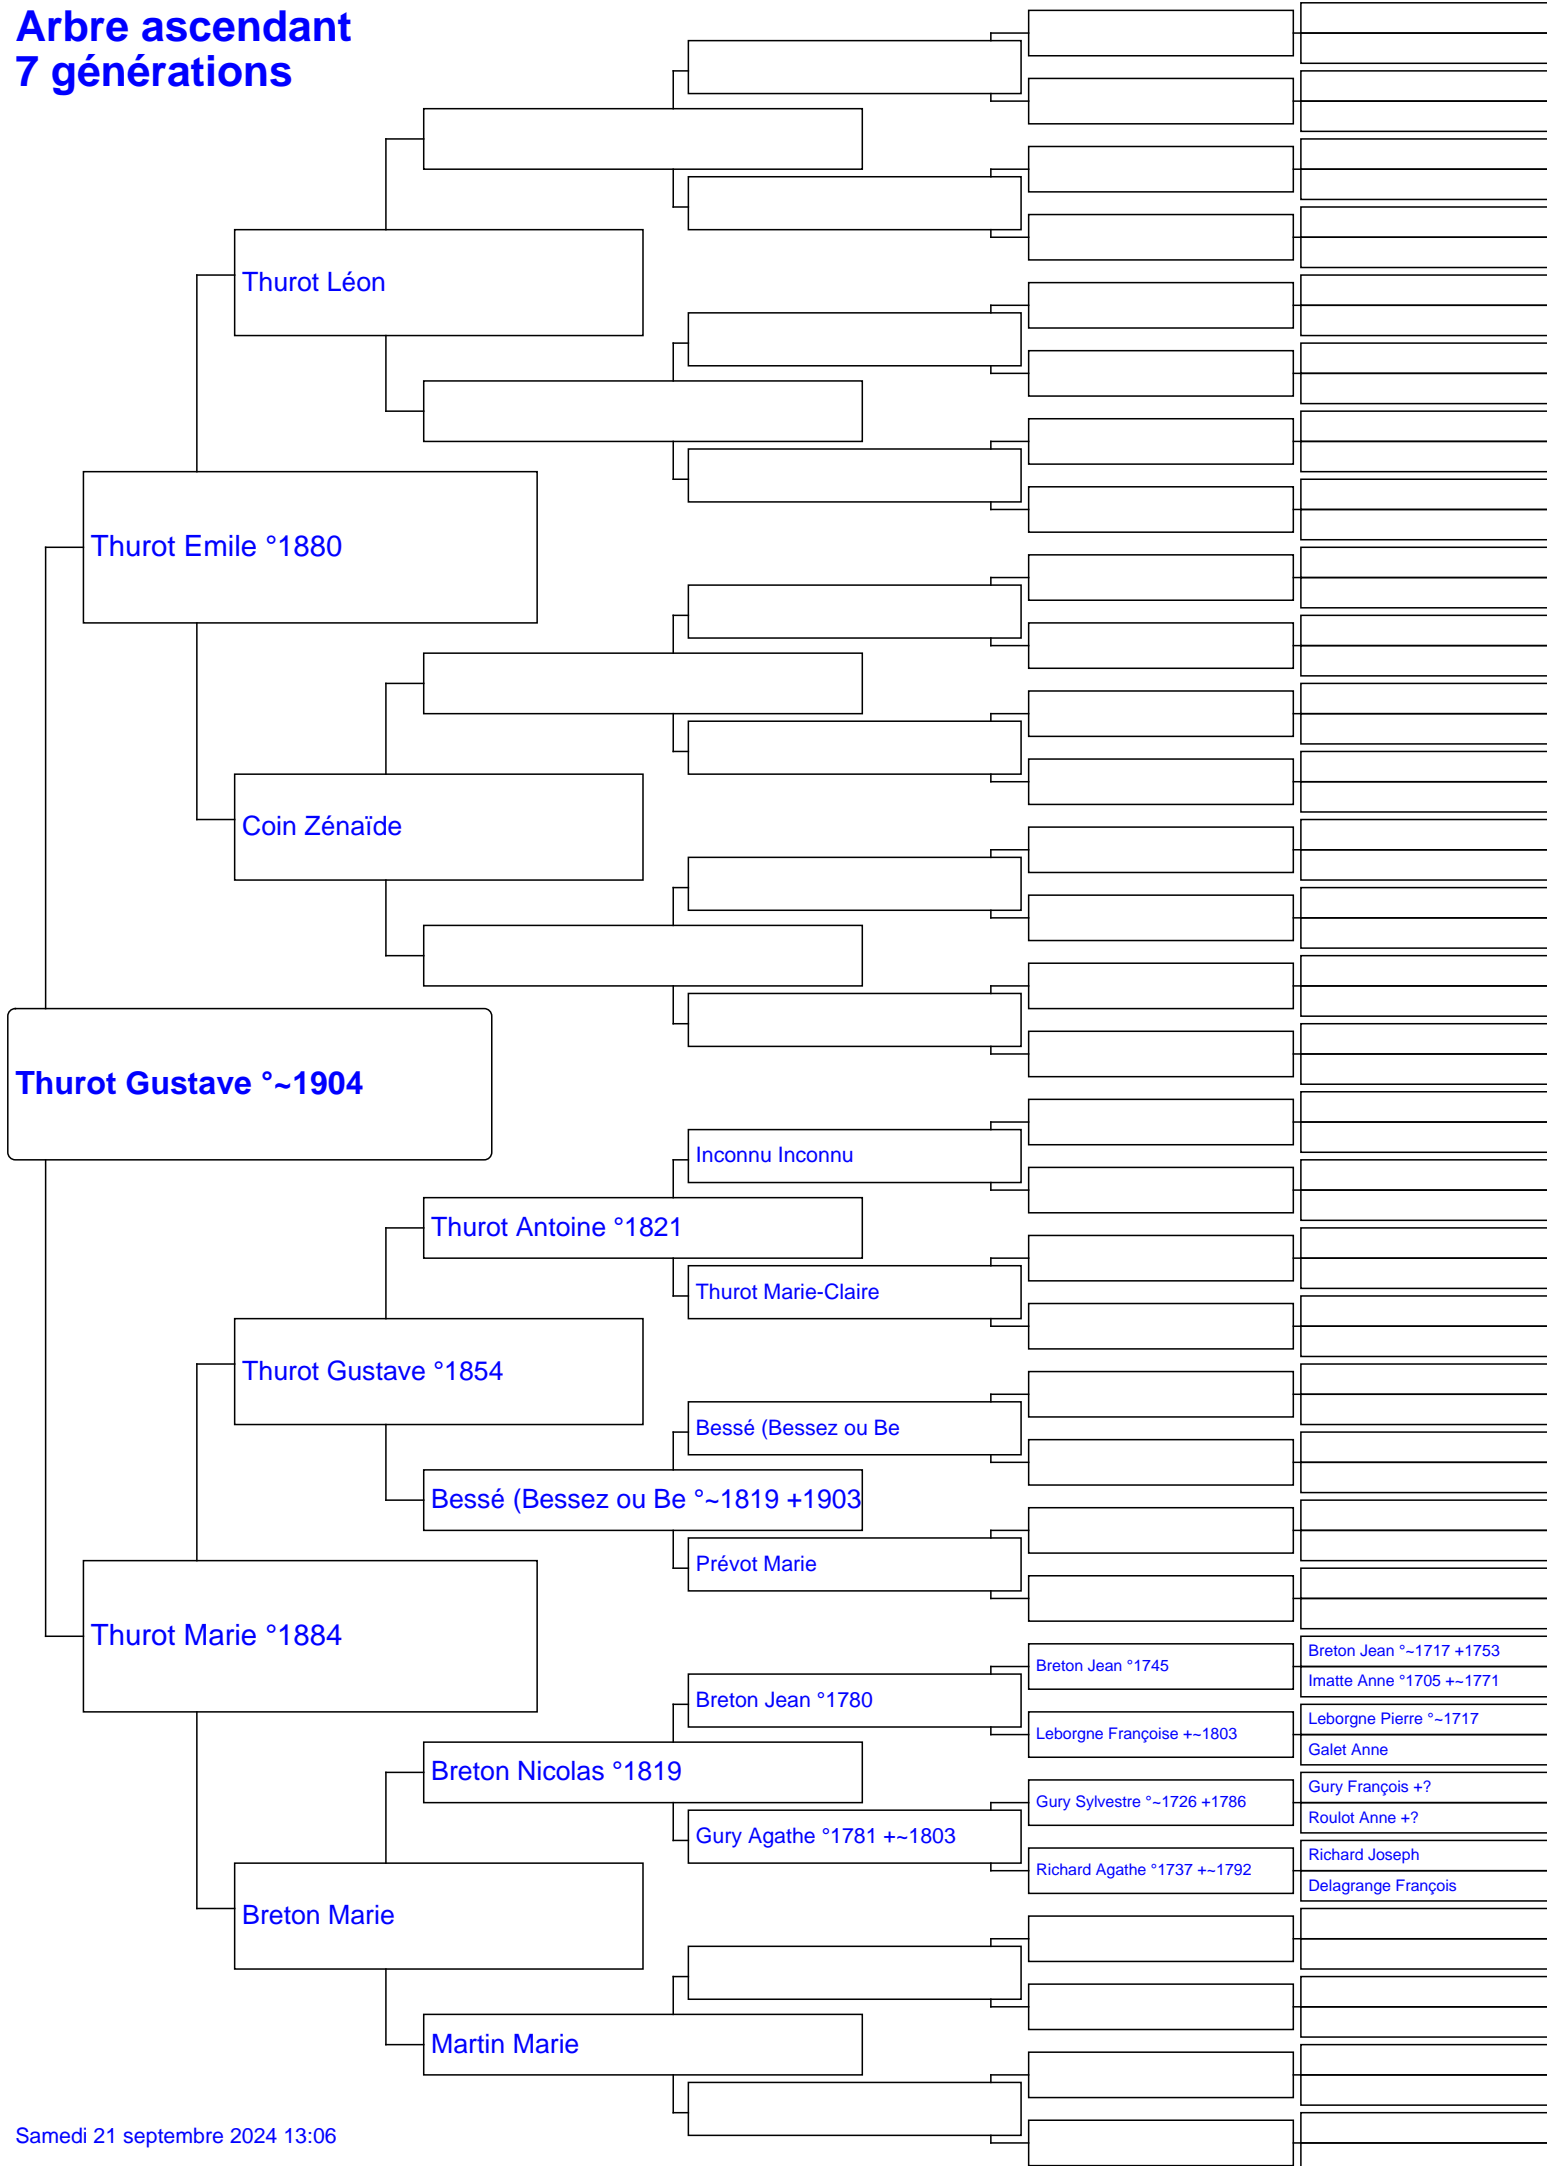 Arbre ascendant
7 générations
Thurot Léon
Thurot Emile °1880
Coin Zénaïde
Thurot Gustave °~1904
Inconnu Inconnu
Thurot Antoine °1821
Thurot Marie-Claire
Thurot Gustave °1854
Bessé (Bessez ou Be
Bessé (Bessez ou Be °~1819 +1903
Prévot Marie
Thurot Marie °1884
Breton Jean °~1717 +1753
Breton Jean °1745
Imatte Anne °1705 +~1771
Breton Jean °1780
Leborgne Pierre °~1717
Leborgne Françoise +~1803
Galet Anne
Breton Nicolas °1819
Gury François +?
Gury Sylvestre °~1726 +1786
Roulot Anne +?
Gury Agathe °1781 +~1803
Richard Joseph
Richard Agathe °1737 +~1792
Delagrange François
Breton Marie
Martin Marie
Samedi 21 septembre 2024 13:06